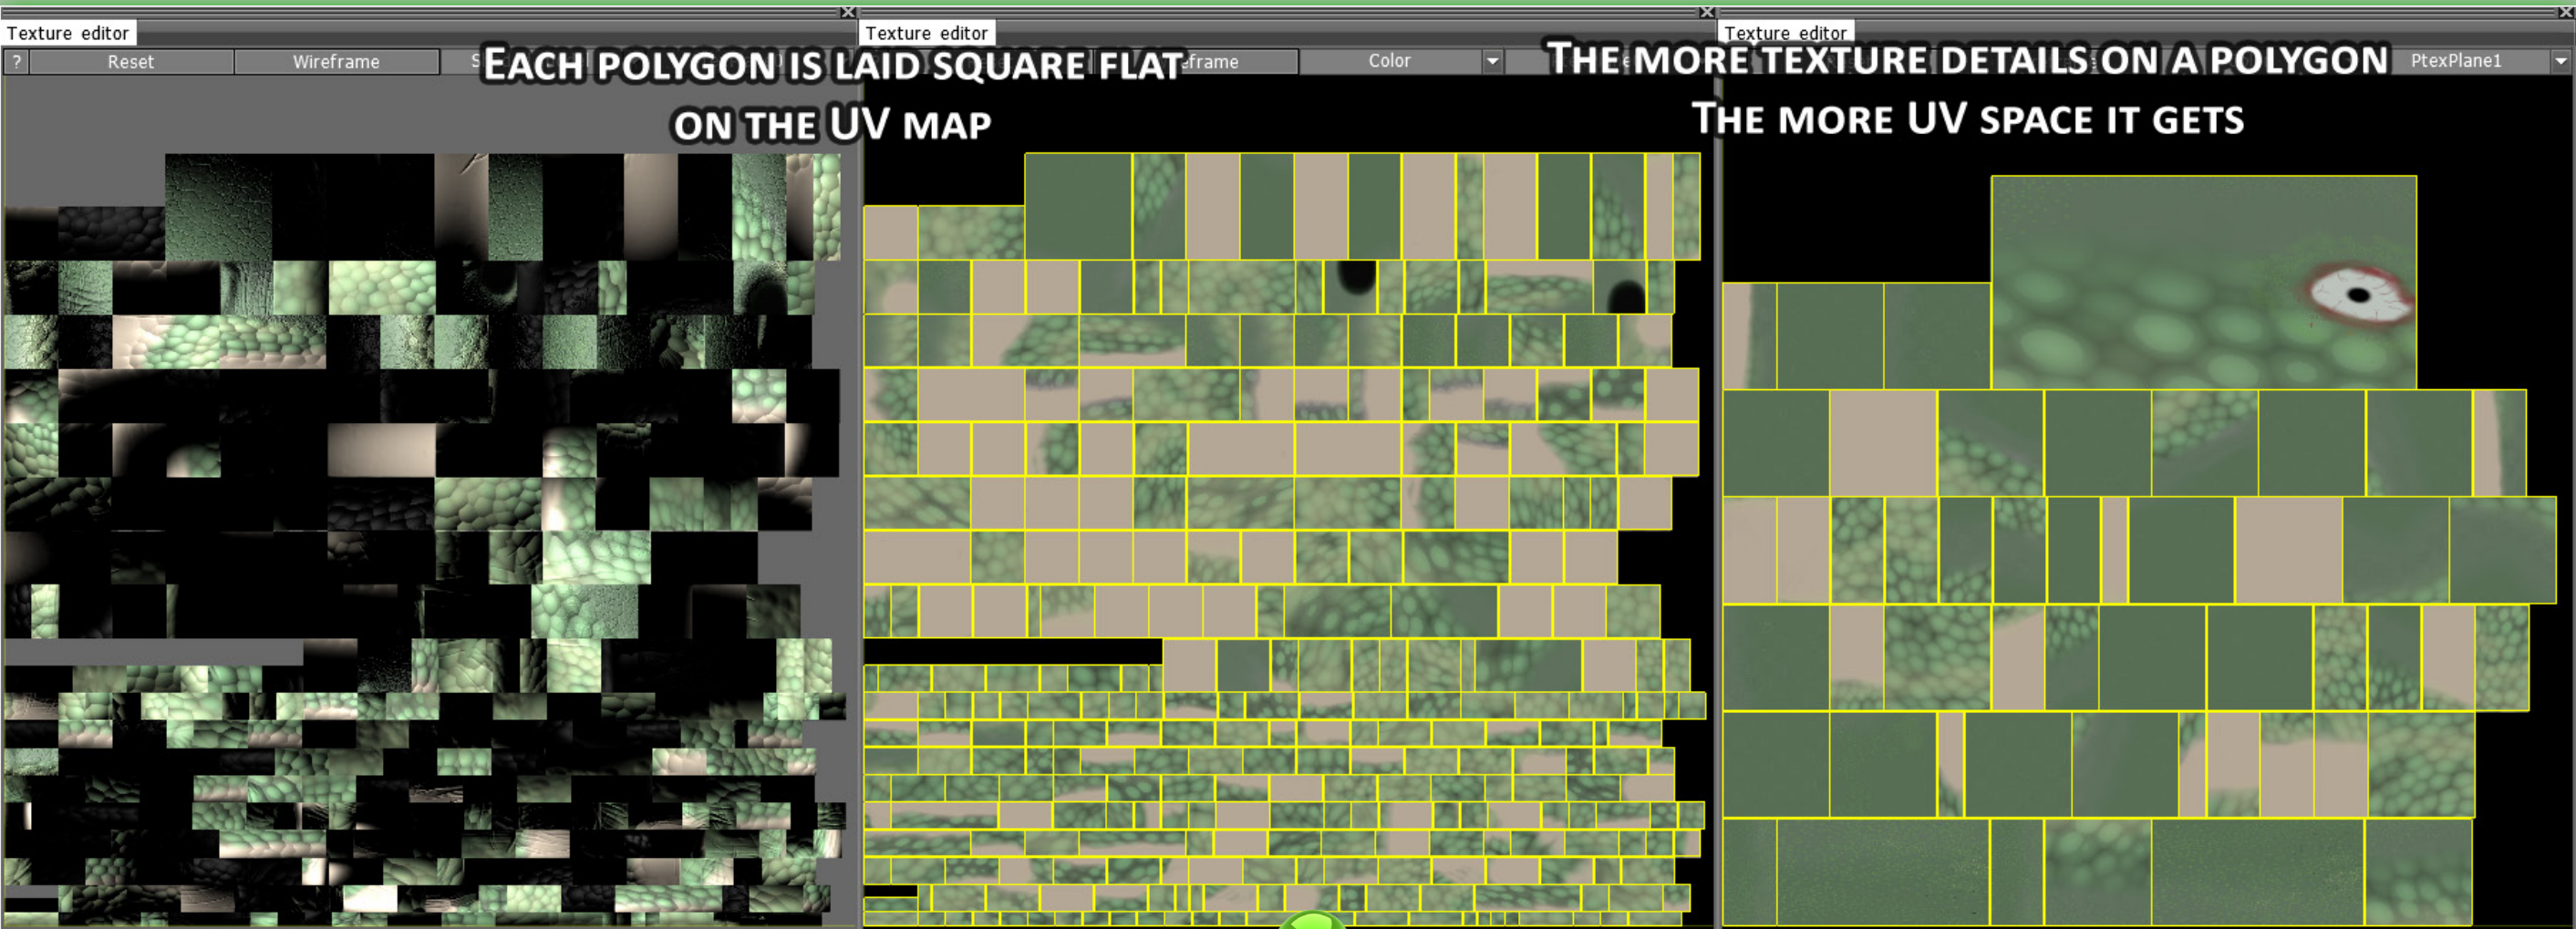 Texture editor
Texture editor
Texture editor
? Reset Wireframe
Color
PtexPlane1
EACH POLYGON IS LAID SQUARE FLAT
ON THE UV MAP
THE MORE TEXTURE DETAILS ON A POLYGON
THE MORE UV SPACE IT GETS